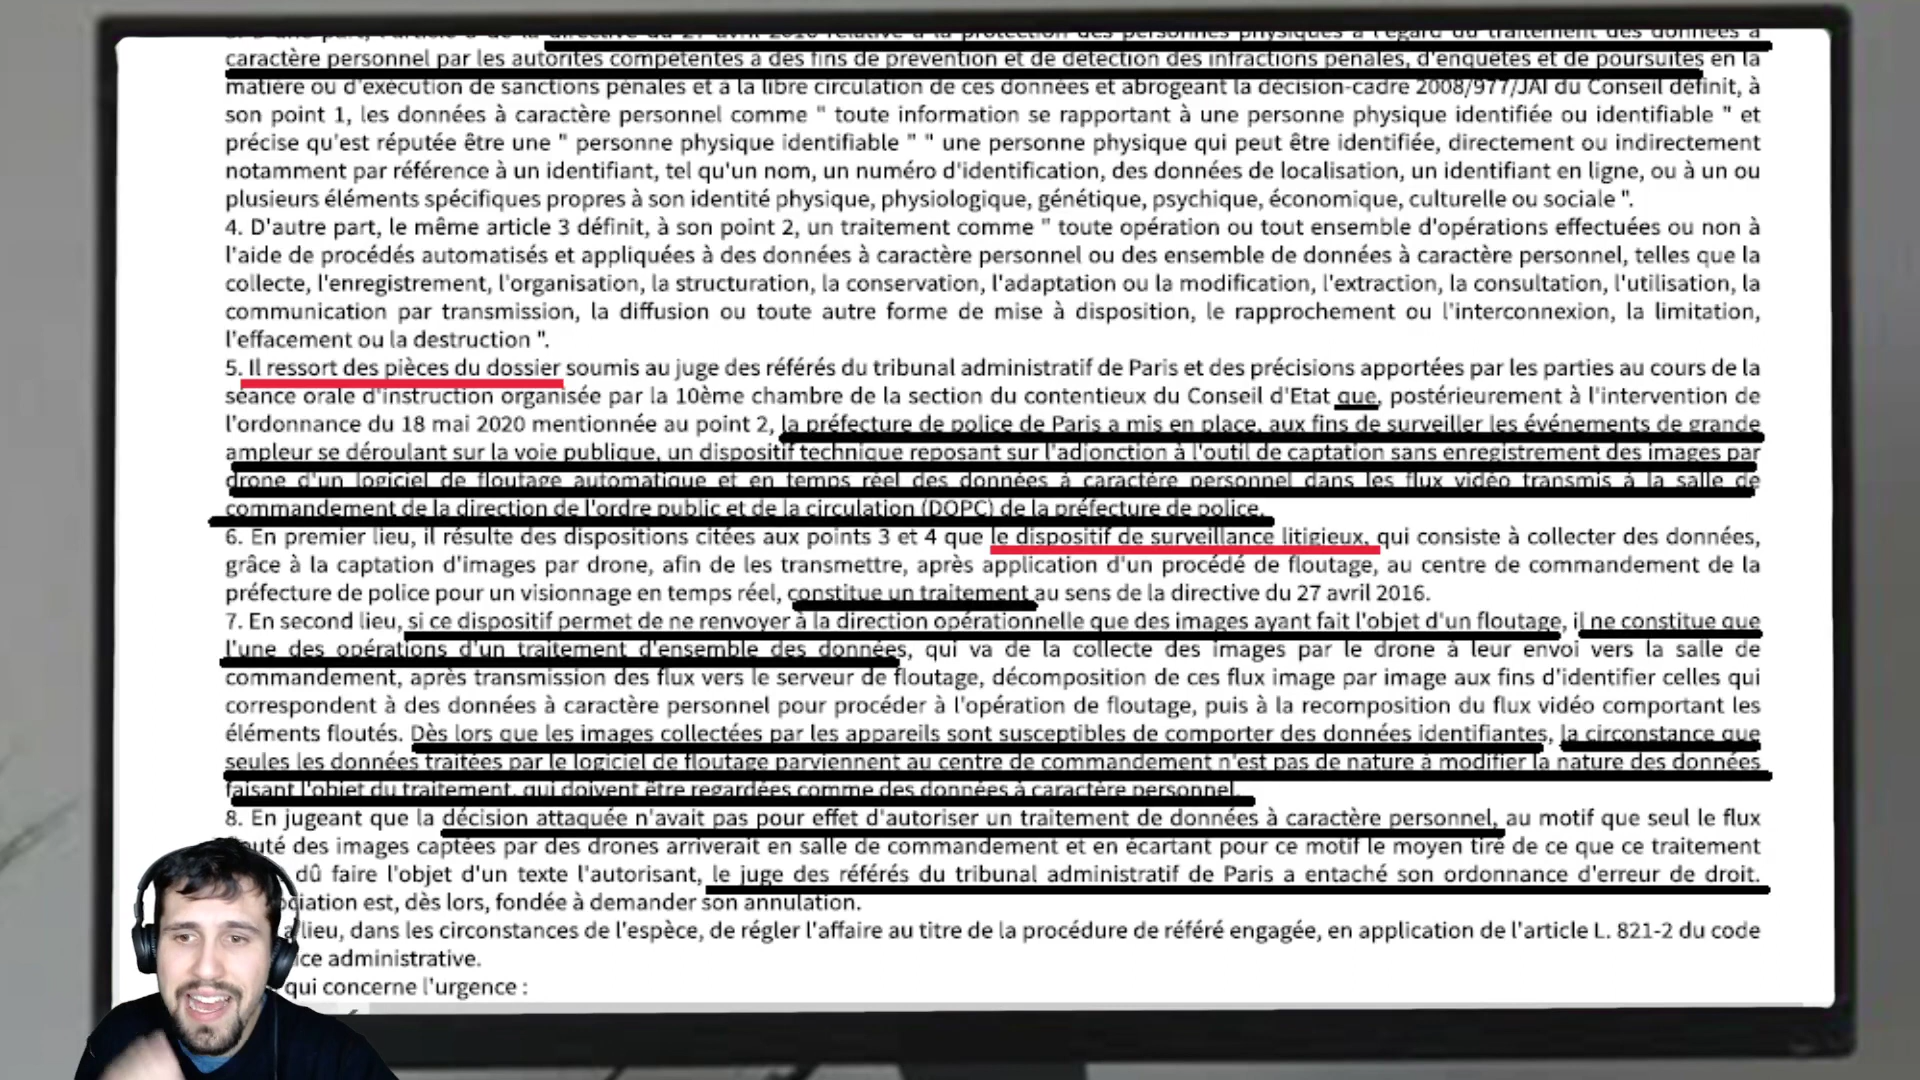 directive du 27 avril 2016 relative à la protection des personnes physiques à l'égard du traitement des données à
caractère personnel par les autorités compétentes à des fins de prévention et de détection des infractions pénales, d'enquêtes et de poursuites en la
matière ou d'exécution de sanctions pénales et à la libre circulation de ces données et abrogeant la décision-cadre 2008/977/JAI du Conseil définit, à
son point 1, les données à caractère personnel comme " toute information se rapportant à une personne physique identifiée ou identifiable " et
précise qu'est réputée être une " personne physique identifiable " " une personne physique qui peut être identifiée, directement ou indirectement
notamment par référence à un identifiant, tel qu'un nom, un numéro d'identification, des données de localisation, un identifiant en ligne, ou à un ou
plusieurs éléments spécifiques propres à son identité physique, physiologique, génétique, psychique, économique, culturelle ou sociale ".
4. D'autre part, le même article 3 définit, à son point 2, un traitement comme " toute opération ou tout ensemble d'opérations effectuées ou non à
l'aide de procédés automatisés et appliquées à des données à caractère personnel ou des ensemble de données à caractère personnel, telles que la
collecte, l'enregistrement, l'organisation, la structuration, la conservation, l'adaptation ou la modification, l'extraction, la consultation, l'utilisation, la
communication par transmission, la diffusion ou toute autre forme de mise à disposition, le rapprochement ou l'interconnexion, la limitation,
l'effacement ou la destruction ".
5. Il ressort des pièces du dossier soumis au juge des référés du tribunal administratif de Paris et des précisions apportées par les parties au cours de la
séance orale d'instruction organisée par la 10ème chambre de la section du contentieux du Conseil d'Etat que, postérieurement à l'intervention de
l'ordonnance du 18 mai 2020 mentionnée au point 2, la préfecture de police de Paris a mis en place, aux fins de surveiller les événements de grande
ampleur se déroulant sur la voie publique, un dispositif technique reposant sur l'adjonction à l'outil de captation sans enregistrement des images par
drone d'un logiciel de floutage automatique et en temps réel des données à caractère personnel dans les flux vidéo transmis à la salle de
commandement de la direction de l'ordre public et de la circulation (DOPC) de la préfecture de police.
6. En premier lieu, il résulte des dispositions citées aux points 3 et 4 que le dispositif de surveillance litigieux, qui consiste à collecter des données,
grâce à la captation d'images par drone, afin de les transmettre, après application d'un procédé de floutage, au centre de commandement de la
préfecture de police pour un visionnage en temps réel, constitue un traitement au sens de la directive du 27 avril 2016.
7. En second lieu, si ce dispositif permet de ne renvoyer à la direction opérationnelle que des images ayant fait l'objet d'un floutage, il ne constitue que
l'une des opérations d'un traitement d'ensemble des données, qui va de la collecte des images par le drone à leur envoi vers la salle de
commandement, après transmission des flux vers le serveur de floutage, décomposition de ces flux image par image aux fins d'identifier celles qui
correspondent à des données à caractère personnel pour procéder à l'opération de floutage, puis à la recomposition du flux vidéo comportant les
éléments floutés. Dès lors que les images collectées par les appareils sont susceptibles de comporter des données identifiantes, la circonstance que
seules les données traitées par le logiciel de floutage parviennent au centre de commandement n'est pas de nature à modifier la nature des données
faisant l'objet du traitement, qui doivent être regardées comme des données à caractère personnel.
8. En jugeant que la décision attaquée n'avait pas pour effet d'autoriser un traitement de données à caractère personnel, au motif que seul le flux
des images captées par des drones arriverait en salle de commandement et en écartant pour ce motif le moyen tiré de ce que ce traitement
dû faire l'objet d'un texte l'autorisant, le juge des référés du tribunal administratif de Paris a entaché son ordonnance d'erreur de droit.
est, dès lors, fondée à demander son annulation.
lieu, dans les circonstances de l'espèce, de régler l'affaire au titre de la procédure de référé engagée, en application de l'article L. 821-2 du code
administrative.
qui concerne l'urgence :